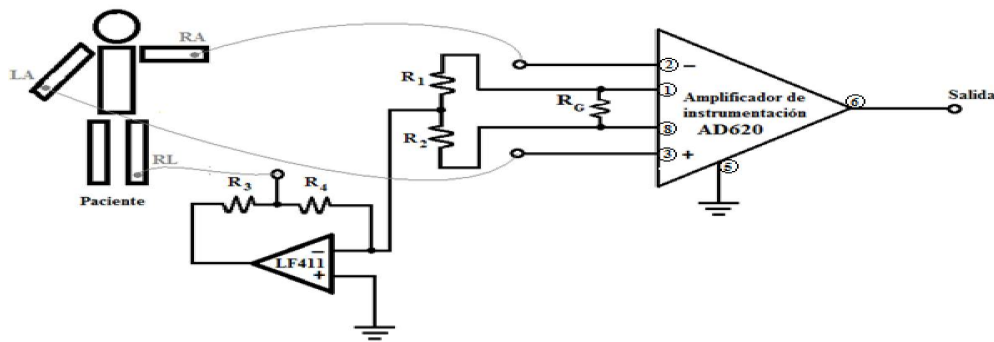 RA
LA
RL
Paciente
R3
R4
LF411
−
+
R1
R2
RG
2
−
1
8
3
+
Amplificador de
instrumentación
AD620
5
6
Salida